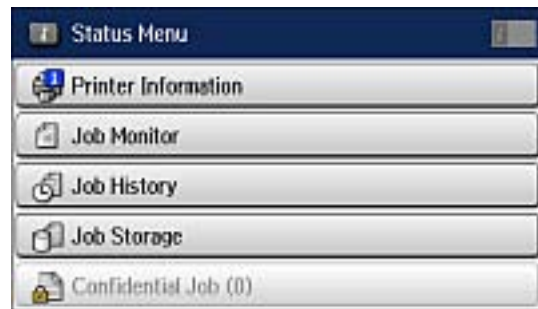 Status Menu
Printer Information
Job Monitor
Job History
Job Storage
Confidential Job (0)